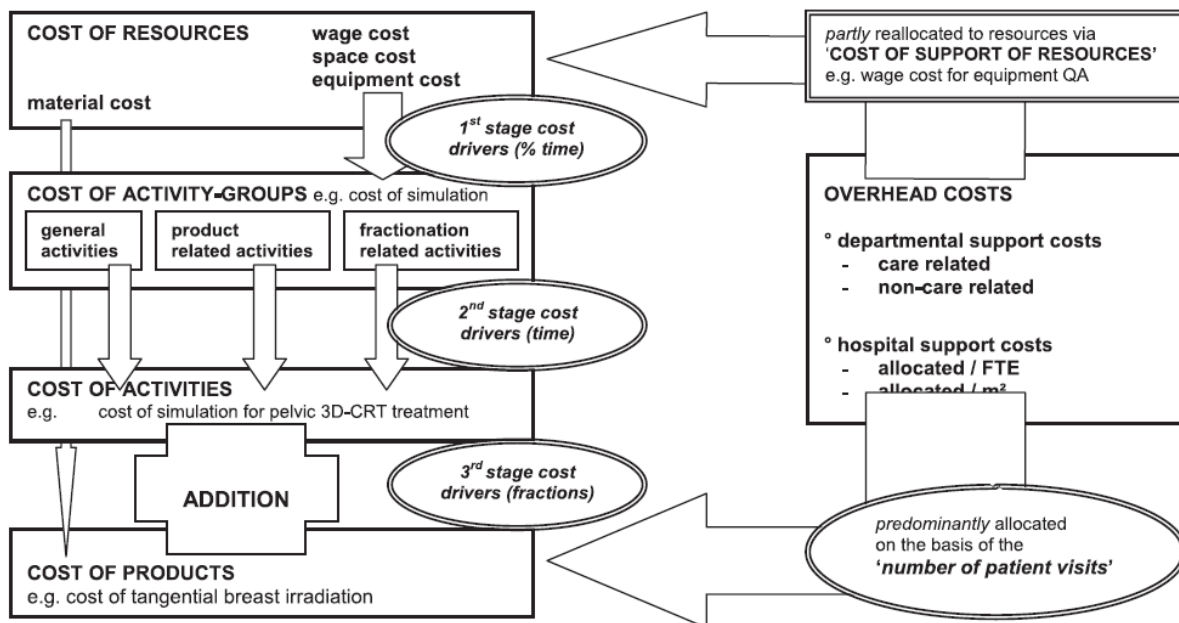 COST OF RESOURCES
wage cost
space cost
equipment cost
material cost
1st stage cost
drivers (% time)
COST OF ACTIVITY-GROUPS e.g. cost of simulation
general
activities
product
related activities
fractionation
related activities
2nd stage cost
drivers (time)
COST OF ACTIVITIES
e.g. cost of simulation for pelvic 3D-CRT treatment
3rd stage cost
drivers (fractions)
ADDITION
COST OF PRODUCTS
e.g. cost of tangential breast irradiation
partly reallocated to resources via
‘COST OF SUPPORT OF RESOURCES’
e.g. wage cost for equipment QA
OVERHEAD COSTS
° departmental support costs
- care related
- non-care related
° hospital support costs
- allocated / FTE
- allocated / m²
predominantly allocated
on the basis of the
‘number of patient visits’